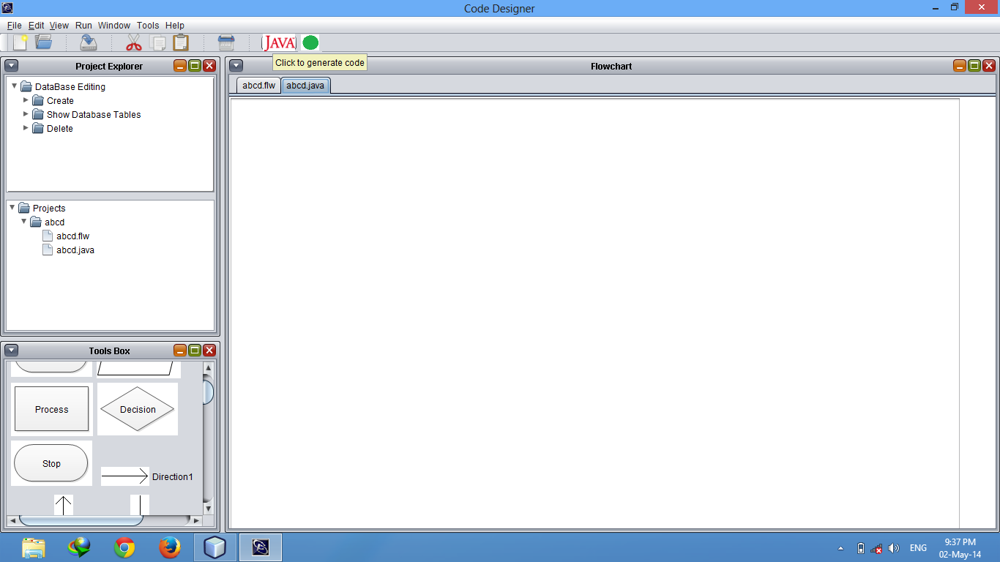 Code Designer
File Edit View Run Window Tools Help
JAVA
Click to generate code
Project Explorer
DataBase Editing
Create
Show Database Tables
Delete
Projects
abcd
abcd.flw
abcd.java
Tools Box
Process
Decision
Stop
Direction1
Flowchart
abcd.flw abcd.java
ENG
9:37 PM
02-May-14